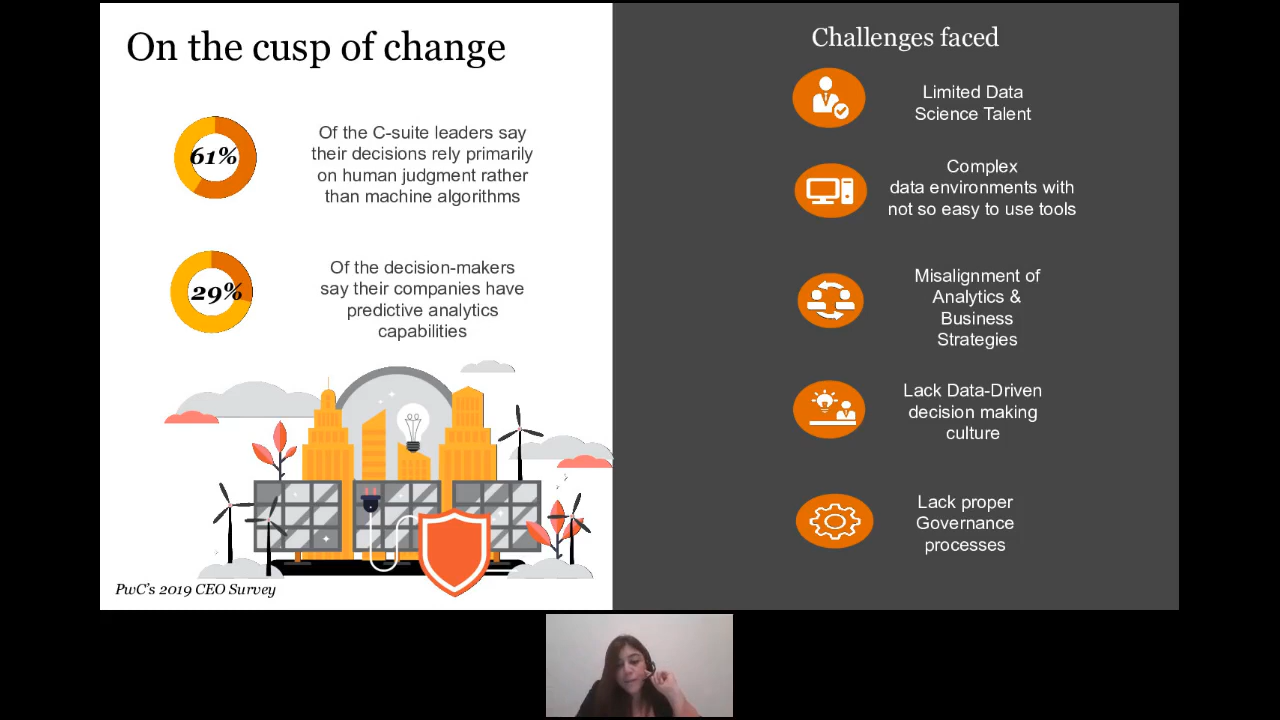 On the cusp of change
61%
Of the C-suite leaders say
their decisions rely primarily
on human judgment rather
than machine algorithms
29%
Of the decision-makers
say their companies have
predictive analytics
capabilities
PwC's 2019 CEO Survey
Challenges faced
Limited Data
Science Talent
Complex
data environments with
not so easy to use tools
Misalignment of
Analytics &
Business
Strategies
Lack Data-Driven
decision making
culture
Lack proper
Governance
processes